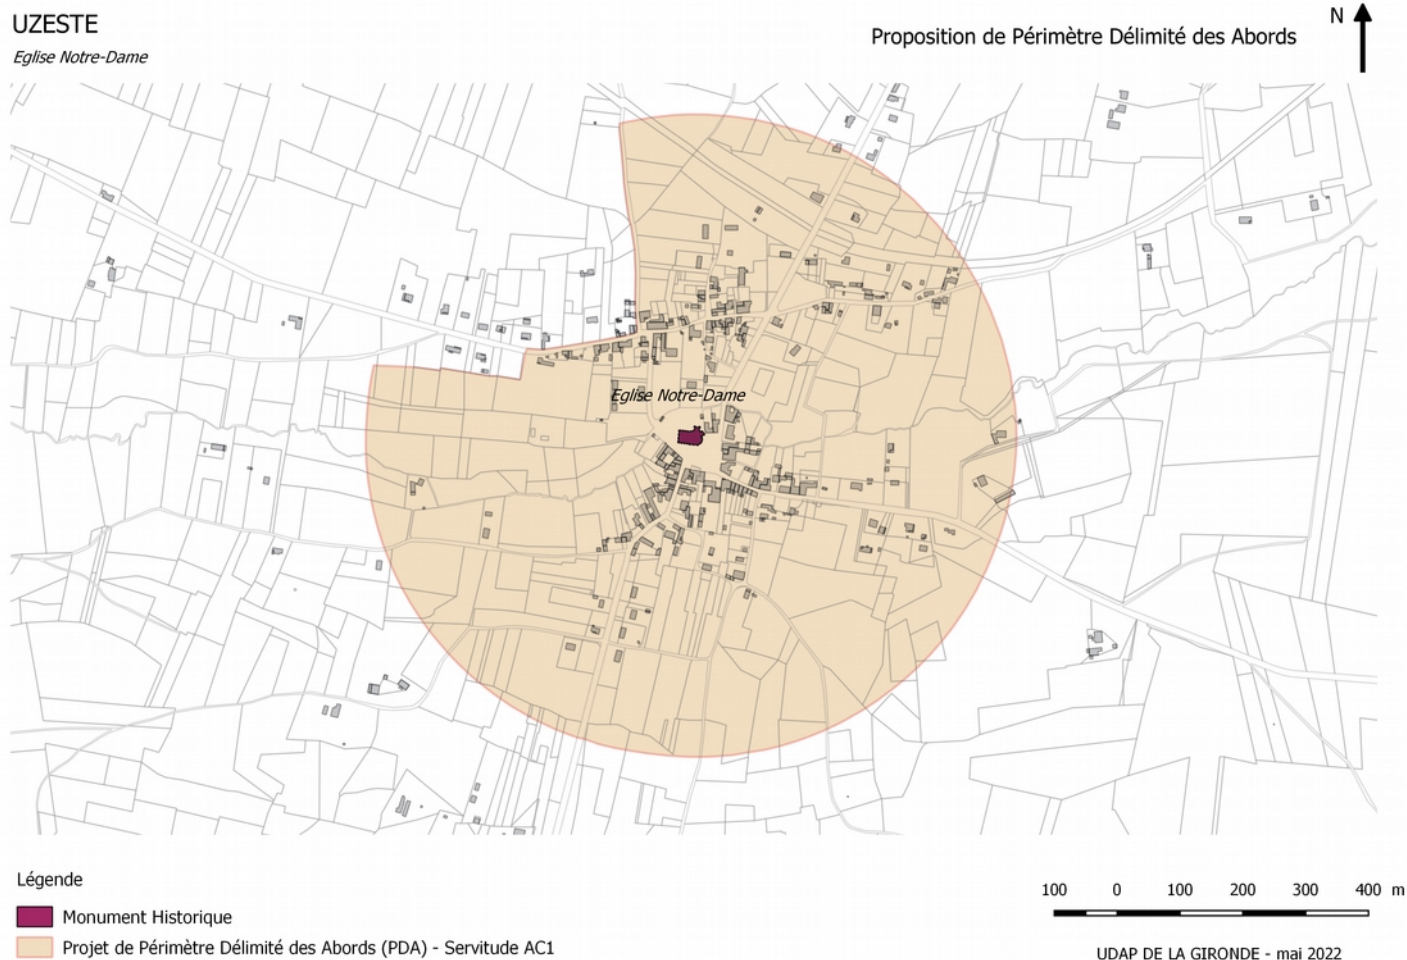 UZESTE
Eglise Notre-Dame
Proposition de Périmètre Délimité des Abords
N
Eglise Notre-Dame
Légende
Monument Historique
Projet de Périmètre Délimité des Abords (PDA) - Servitude AC1
100 0 100 200 300 400 m
UDAP DE LA GIRONDE - mai 2022